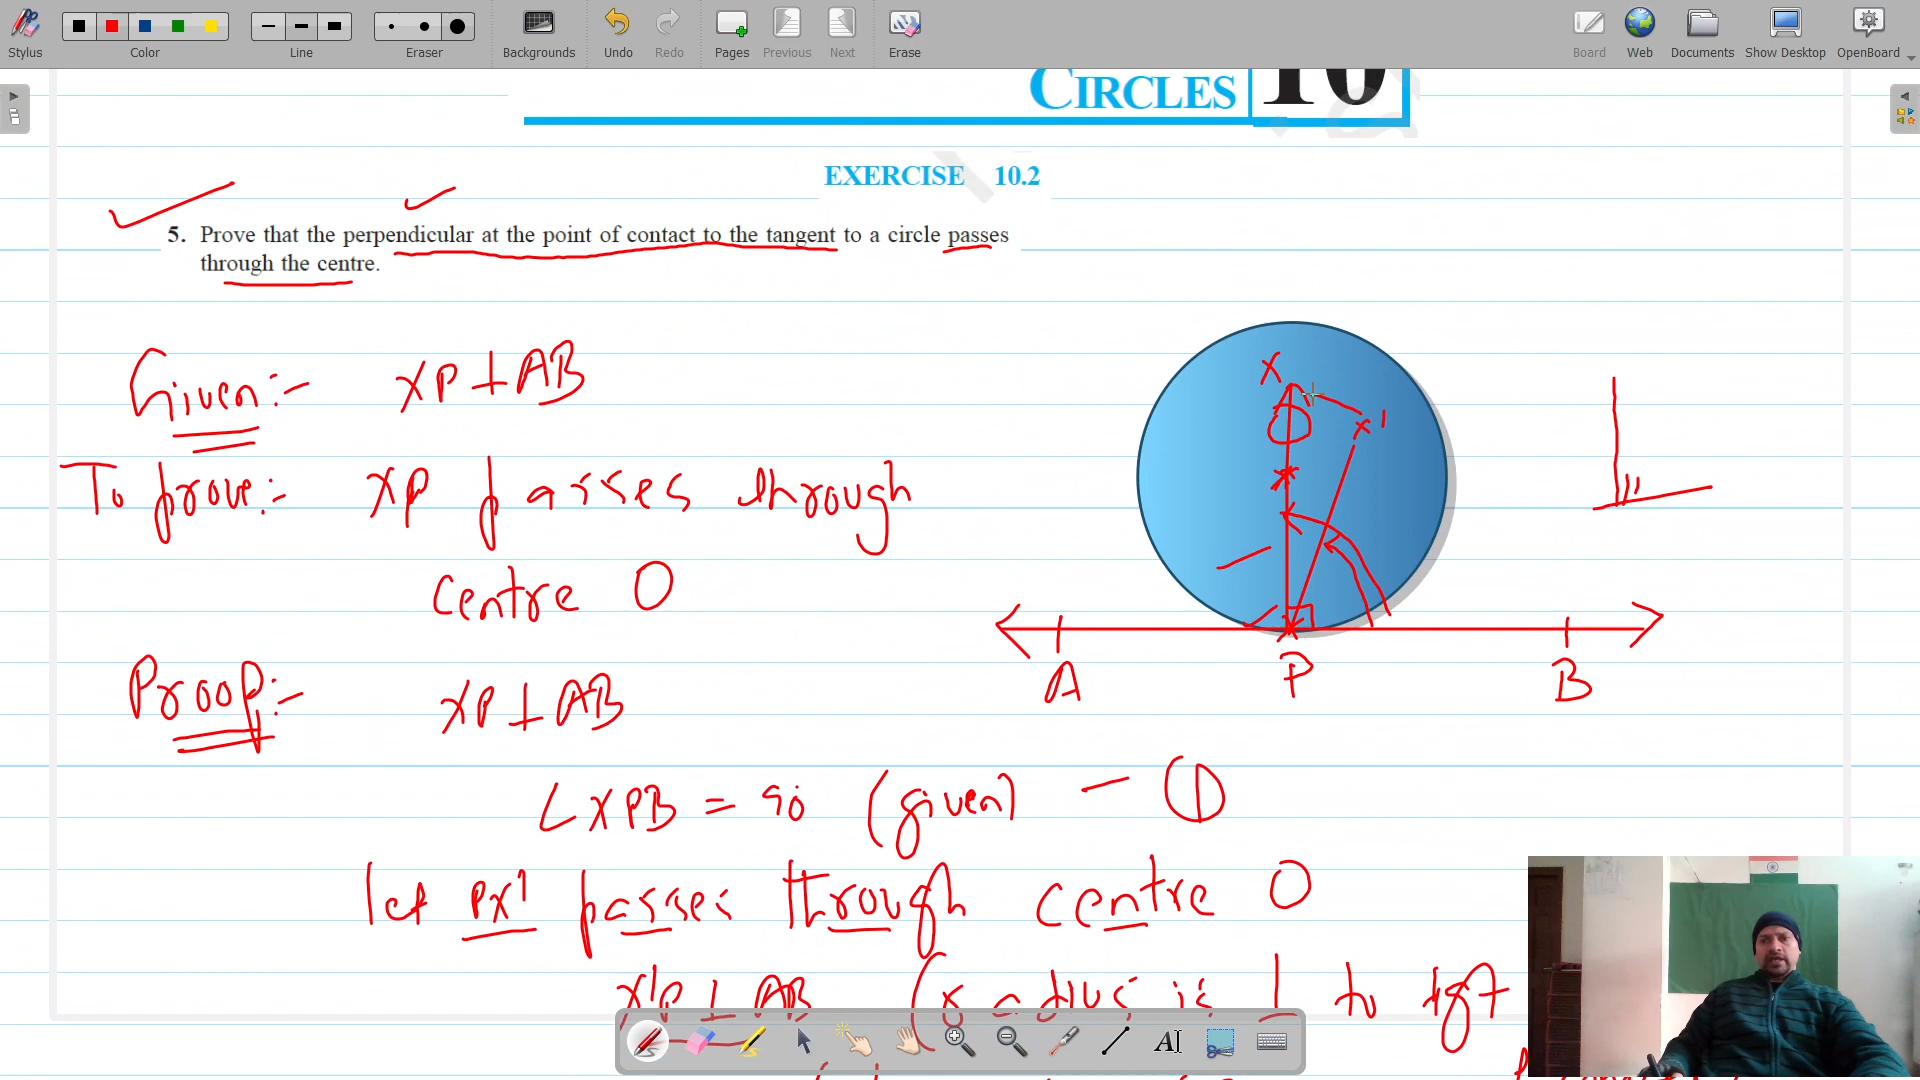 Stylus Color Line Eraser Backgrounds Undo Redo Pages Previous Next Erase Board Web Documents Show Desktop OpenBoard
CIRCLES 10
EXERCISE 10.2
5. Prove that the perpendicular at the point of contact to the tangent to a circle passes
through the centre.
Given:- XP ⊥ AB
To prove:- XP passes through
centre O
Proof:- XP ⊥ AB
∠XPB = 90 (given) — ①
let PX' passes through centre O
X'P ⊥ AB (radius is ⊥ to tgt
X
O
X'
A P B